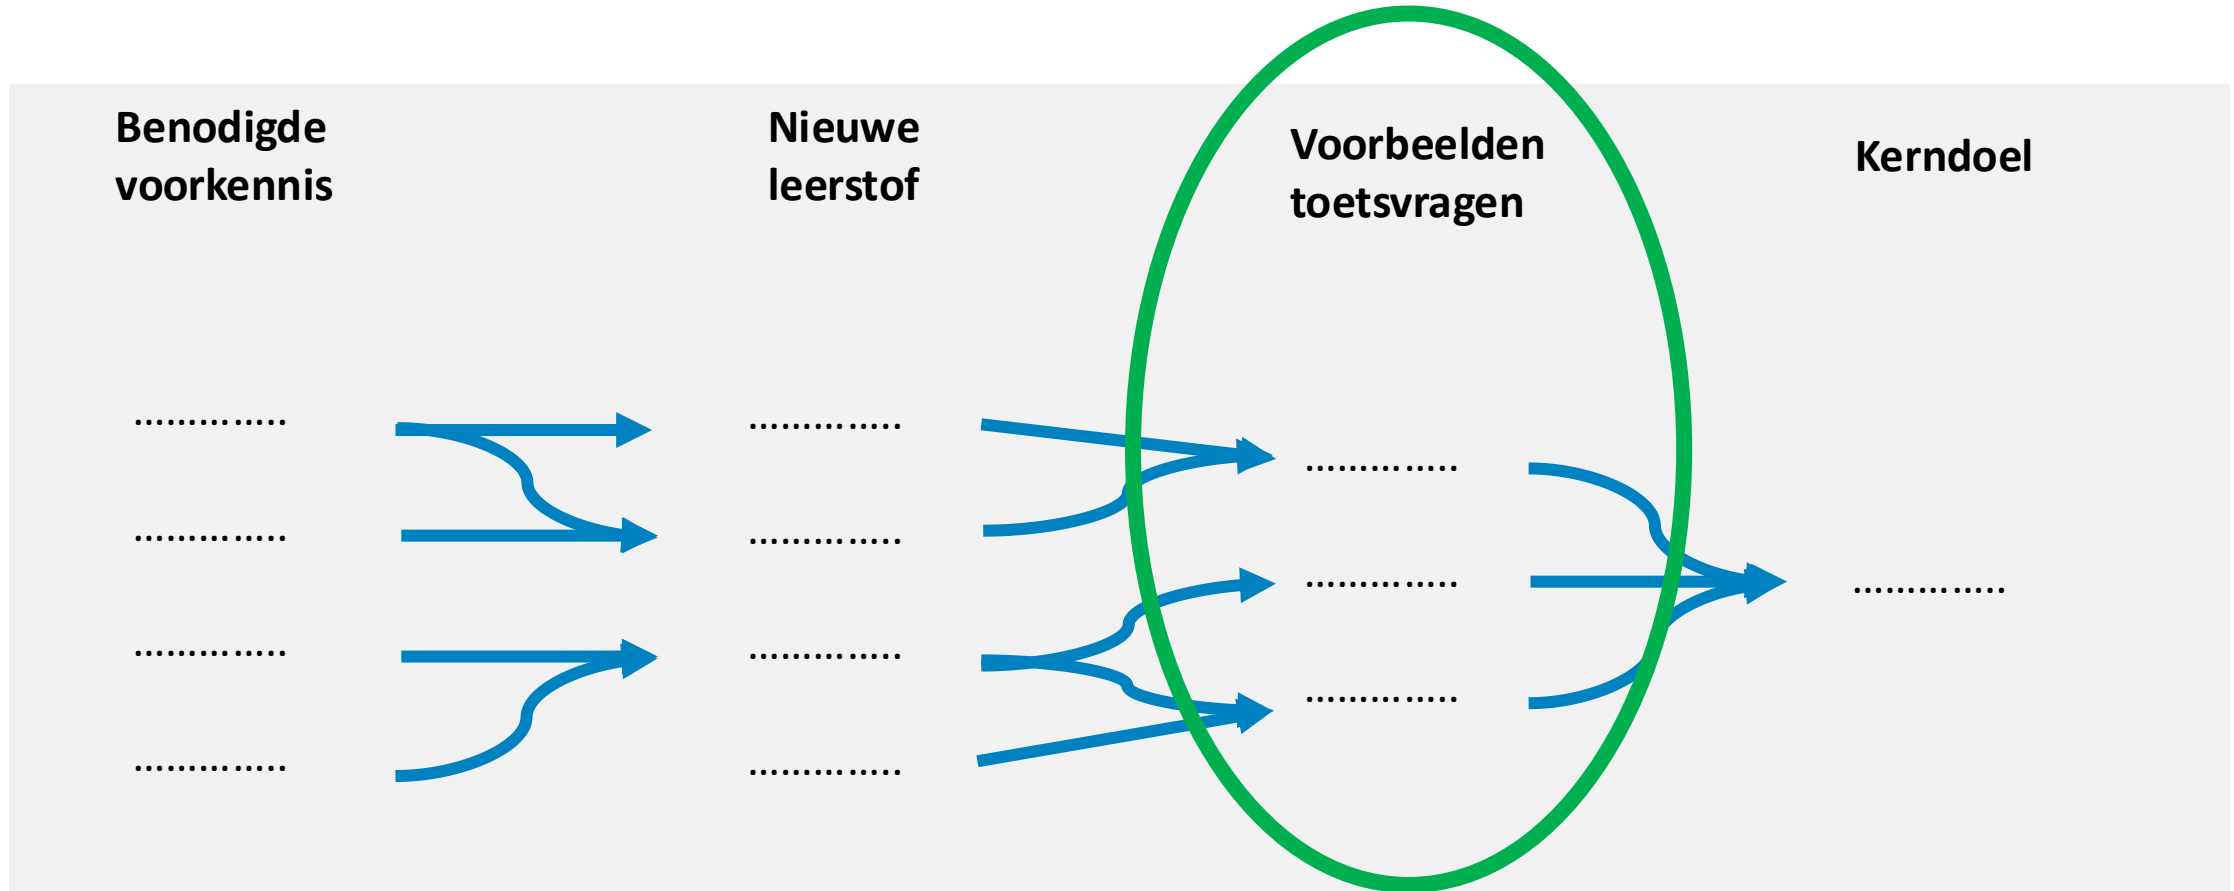 Benodigde
voorkennis
Nieuwe
leerstof
Voorbeelden
toetsvragen
Kerndoel
…………..
…………..
…………..
…………..
…………..
…………..
…………..
…………..
…………..
…………..
…………..
…………..